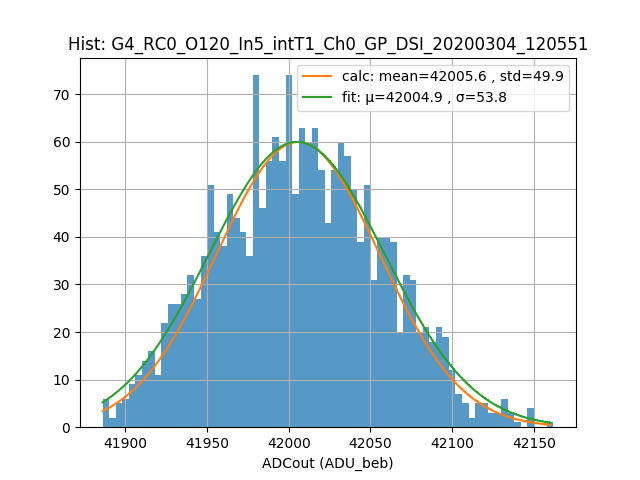 Hist: G4_RC0_O120_In5_intT1_Ch0_GP_DSI_20200304_120551
calc: mean=42005.6 , std=49.9
fit: μ=42004.9 , σ=53.8
70
60
50
40
30
20
10
0
41900 41950 42000 42050 42100 42150
ADCout (ADU_beb)